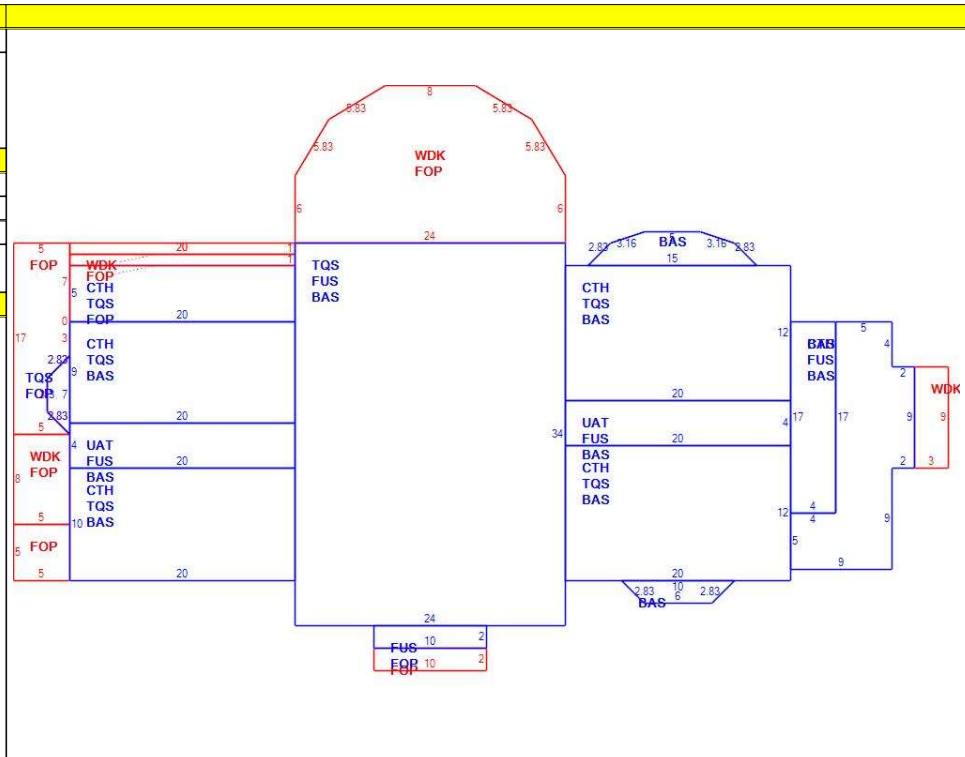 8
5.83 5.83
5.83 5.83
WDK
FOP
6 6
24
5 20 1
FOP WDK 1
FOP
7 5 CTH
TQS
0 FOP
20
TQS
FUS
BAS
2.83 3.16 BAS 3.16 2.83
15
CTH
TQS
BAS
12
17 3
9 CTH
TQS
BAS
2.83
TQS
FOP 7
2.83
20
5
20
4 UAT
FUS
BAS
20
34
UAT
FUS
BAS
4
20
WDK
FOP
8
CTH
TQS
10 BAS
5
5 FOP
5
20
CTH
TQS
BAS
12
20
FUS
BAS
5
4
2
17 17
9 9
WDK
2 3
4
4
9
5
9
10
2.83 6 2.83
BAS
24
FUS 10 2
FOP
FOP 10 2